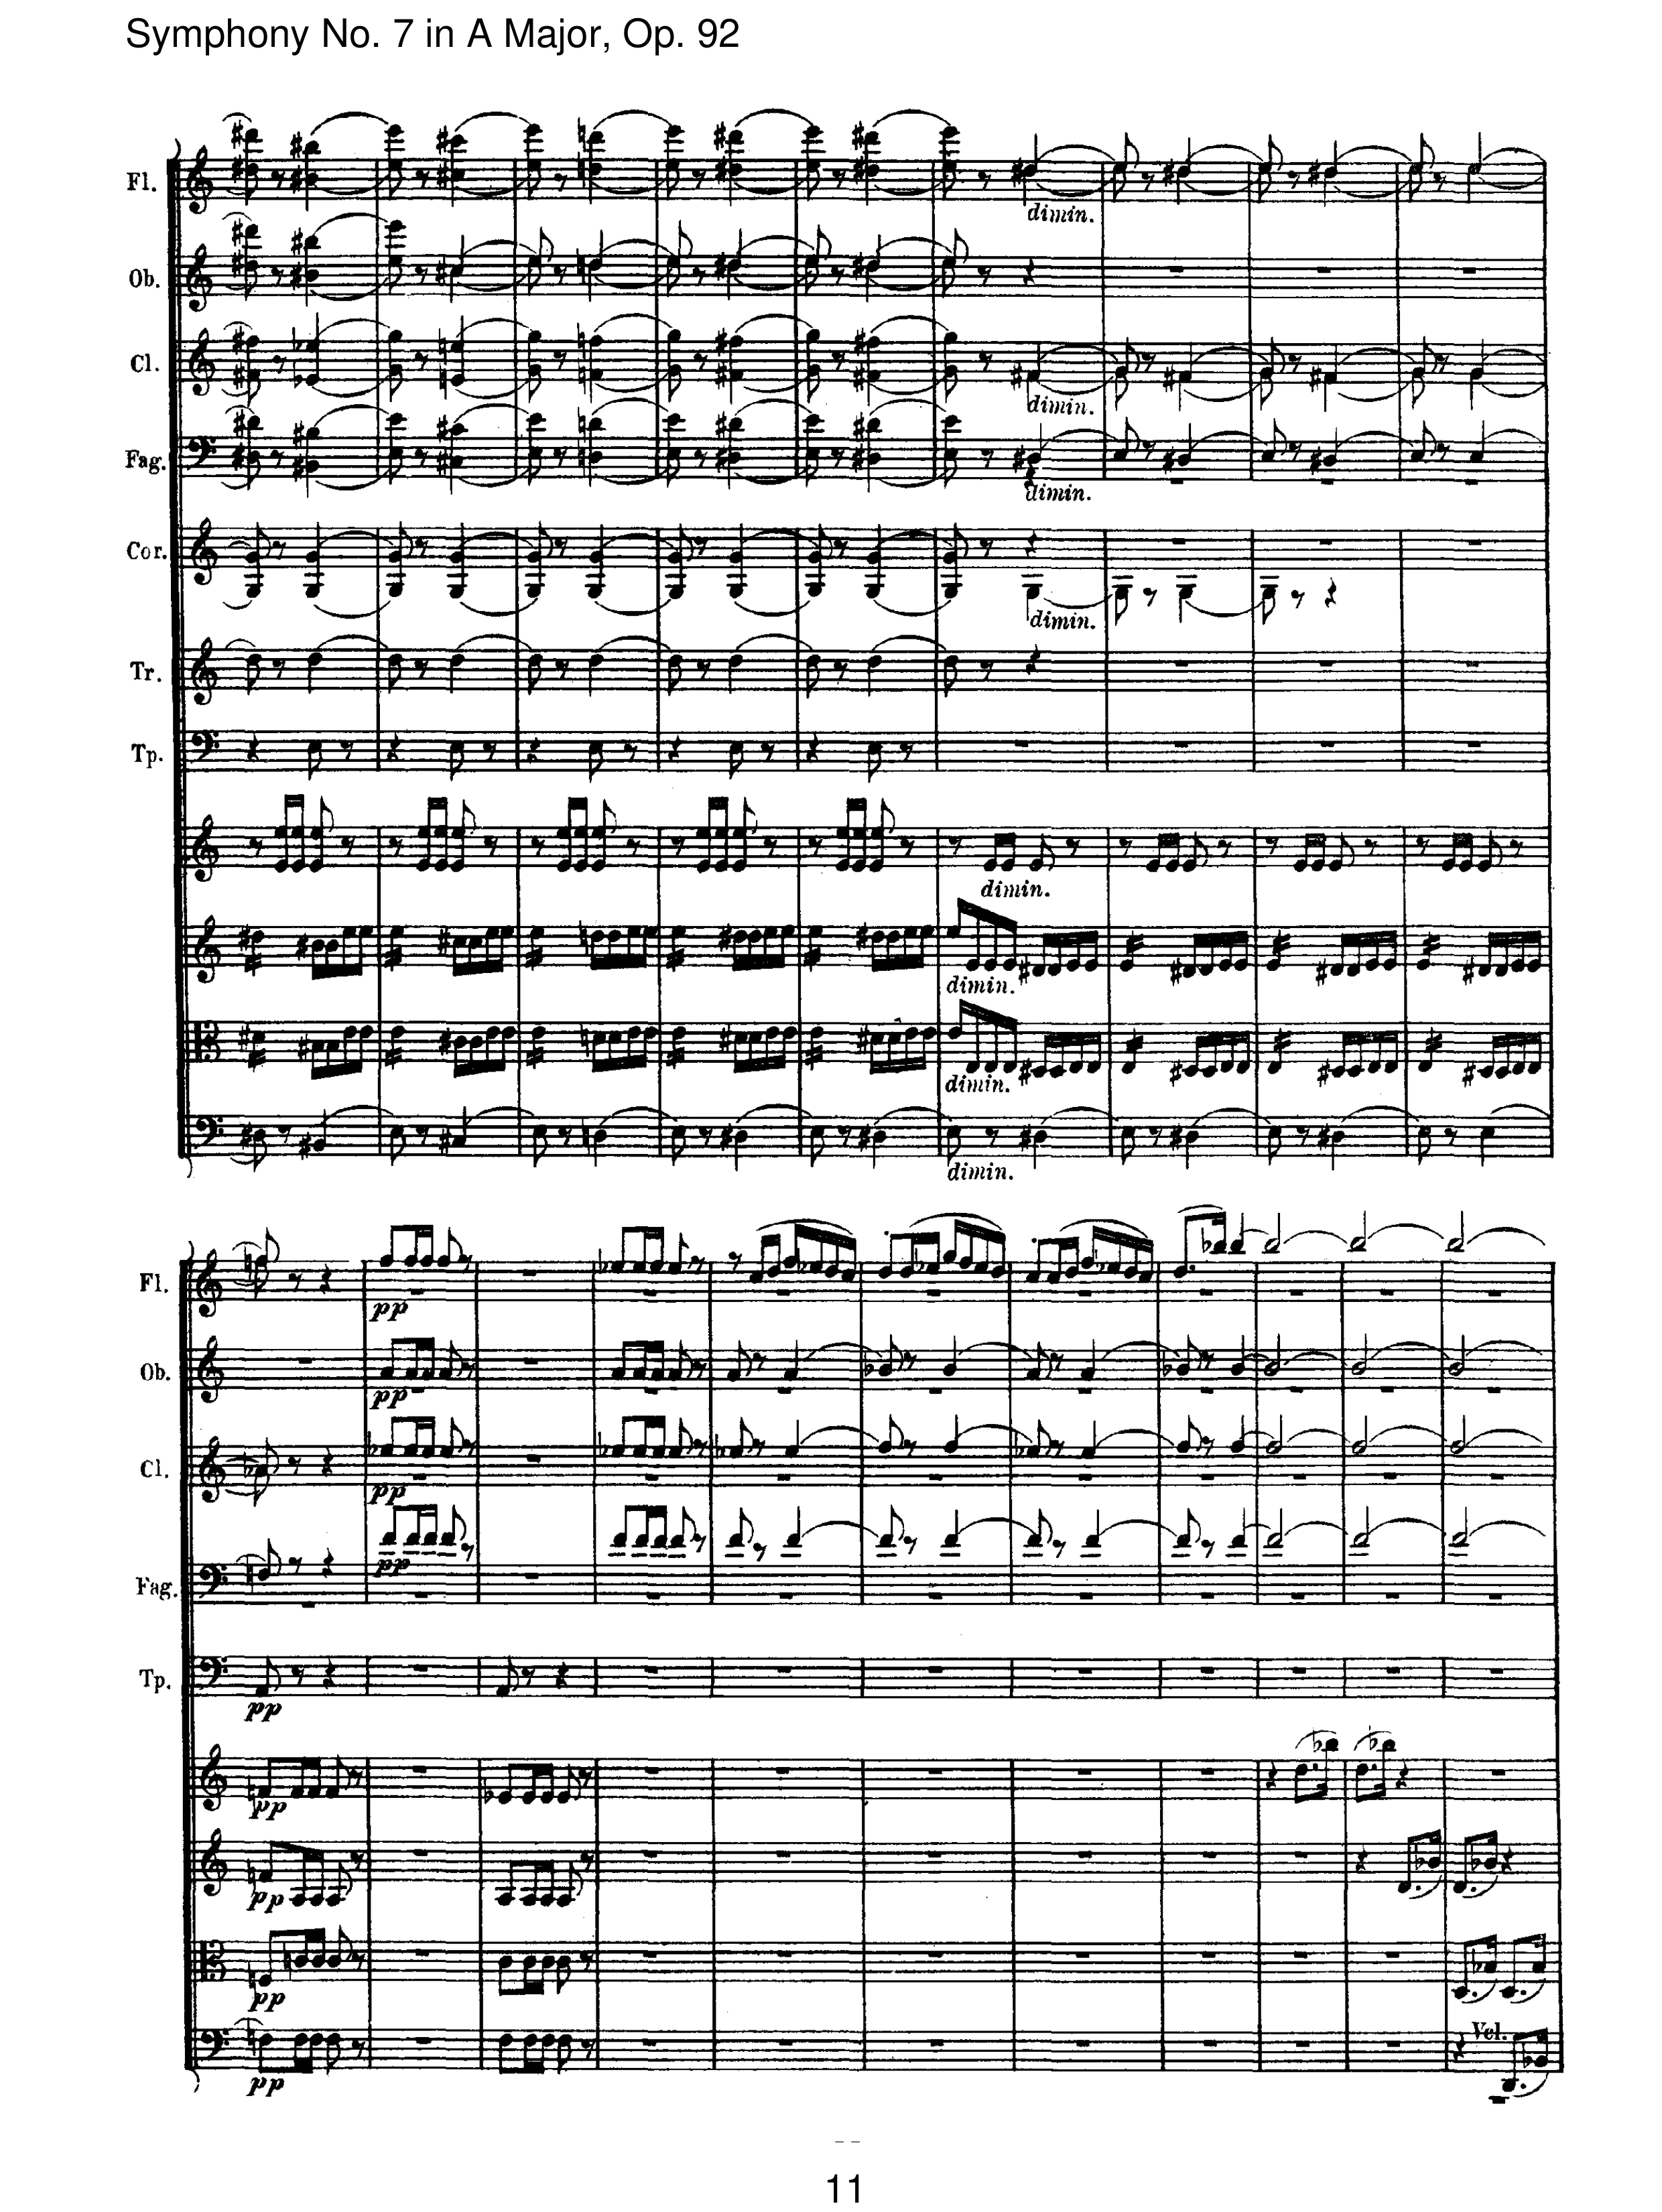 Symphony No. 7 in A Major, Op. 92
Fl.
dimin.
Ob.
Cl.
dimin.
Fag.
dimin.
Cor.
dimin.
Tr.
Tp.
dimin.
dimin.
dimin.
dimin.
Fl.
pp
Ob.
pp
Cl.
pp
Fag.
pp
Tp.
pp
pp
pp
pp
Vcl.
pp
11